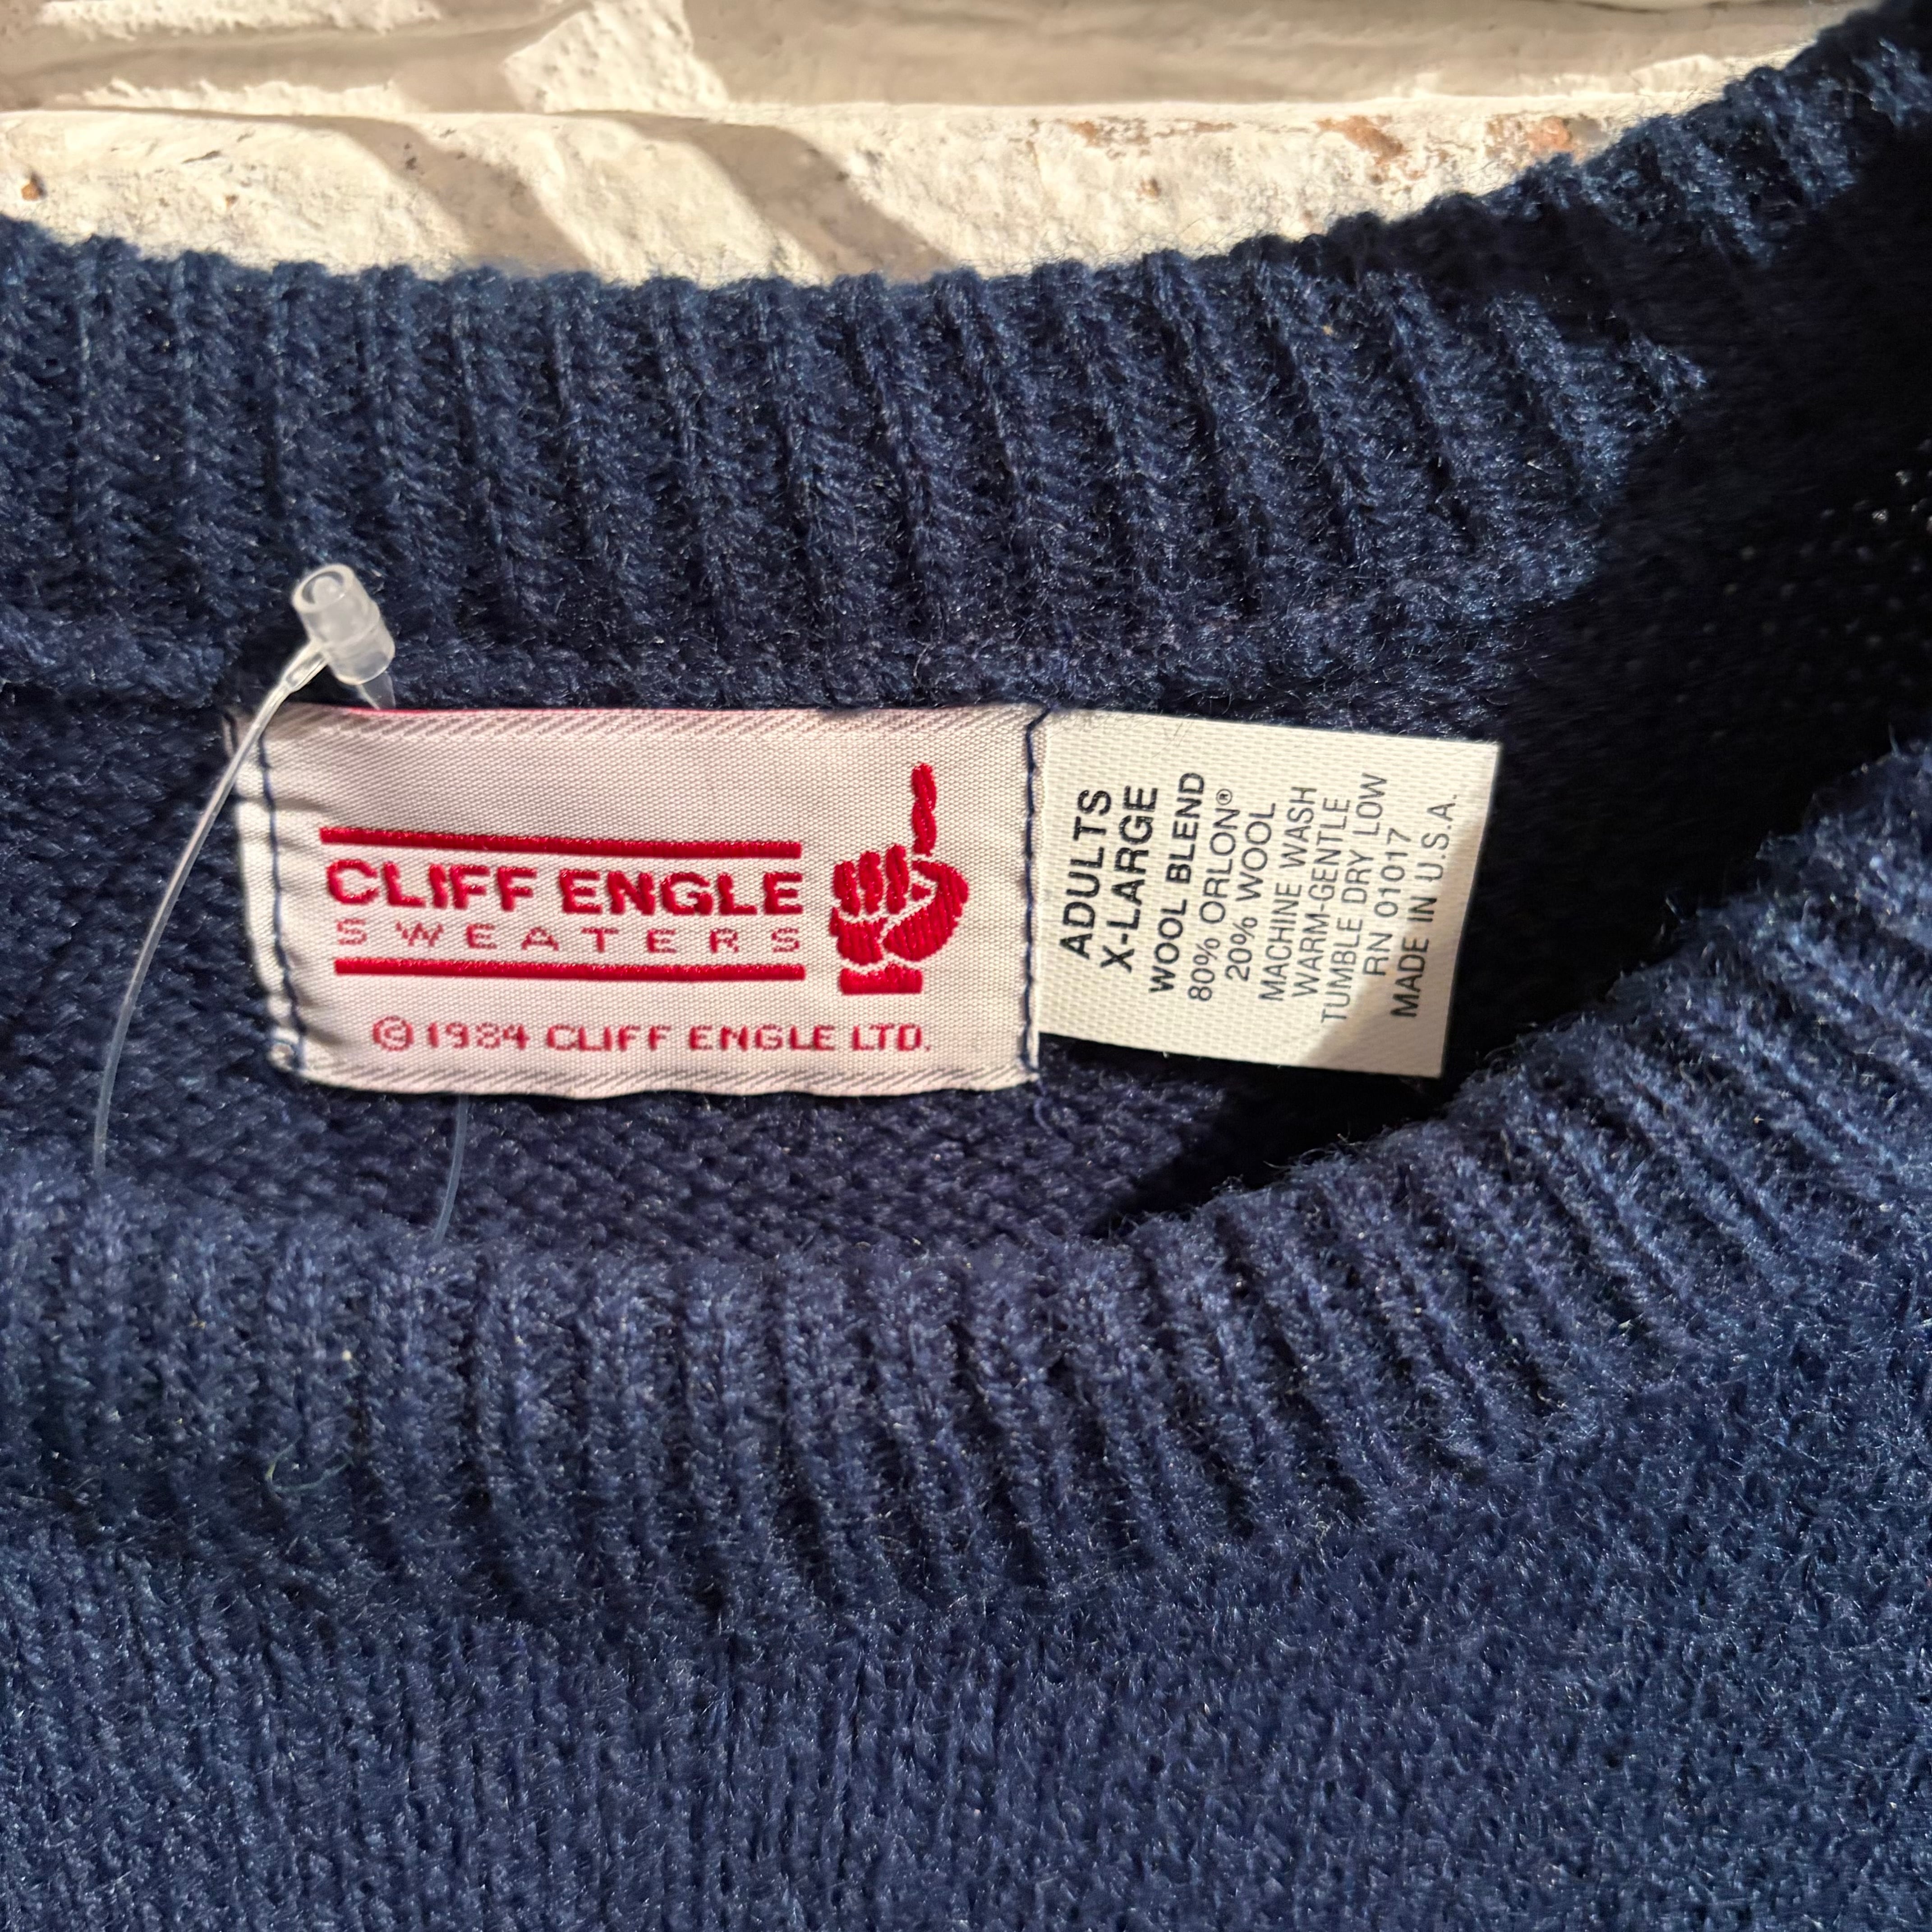 CLIFF ENGLE
SWEATERS
© 1984 CLIFF ENGLE LTD.
ADULTS
X-LARGE
WOOL BLEND
80% ORLON®
20% WOOL
MACHINE WASH
WARM-GENTLE
TUMBLE DRY LOW
RN 01017
MADE IN U.S.A.